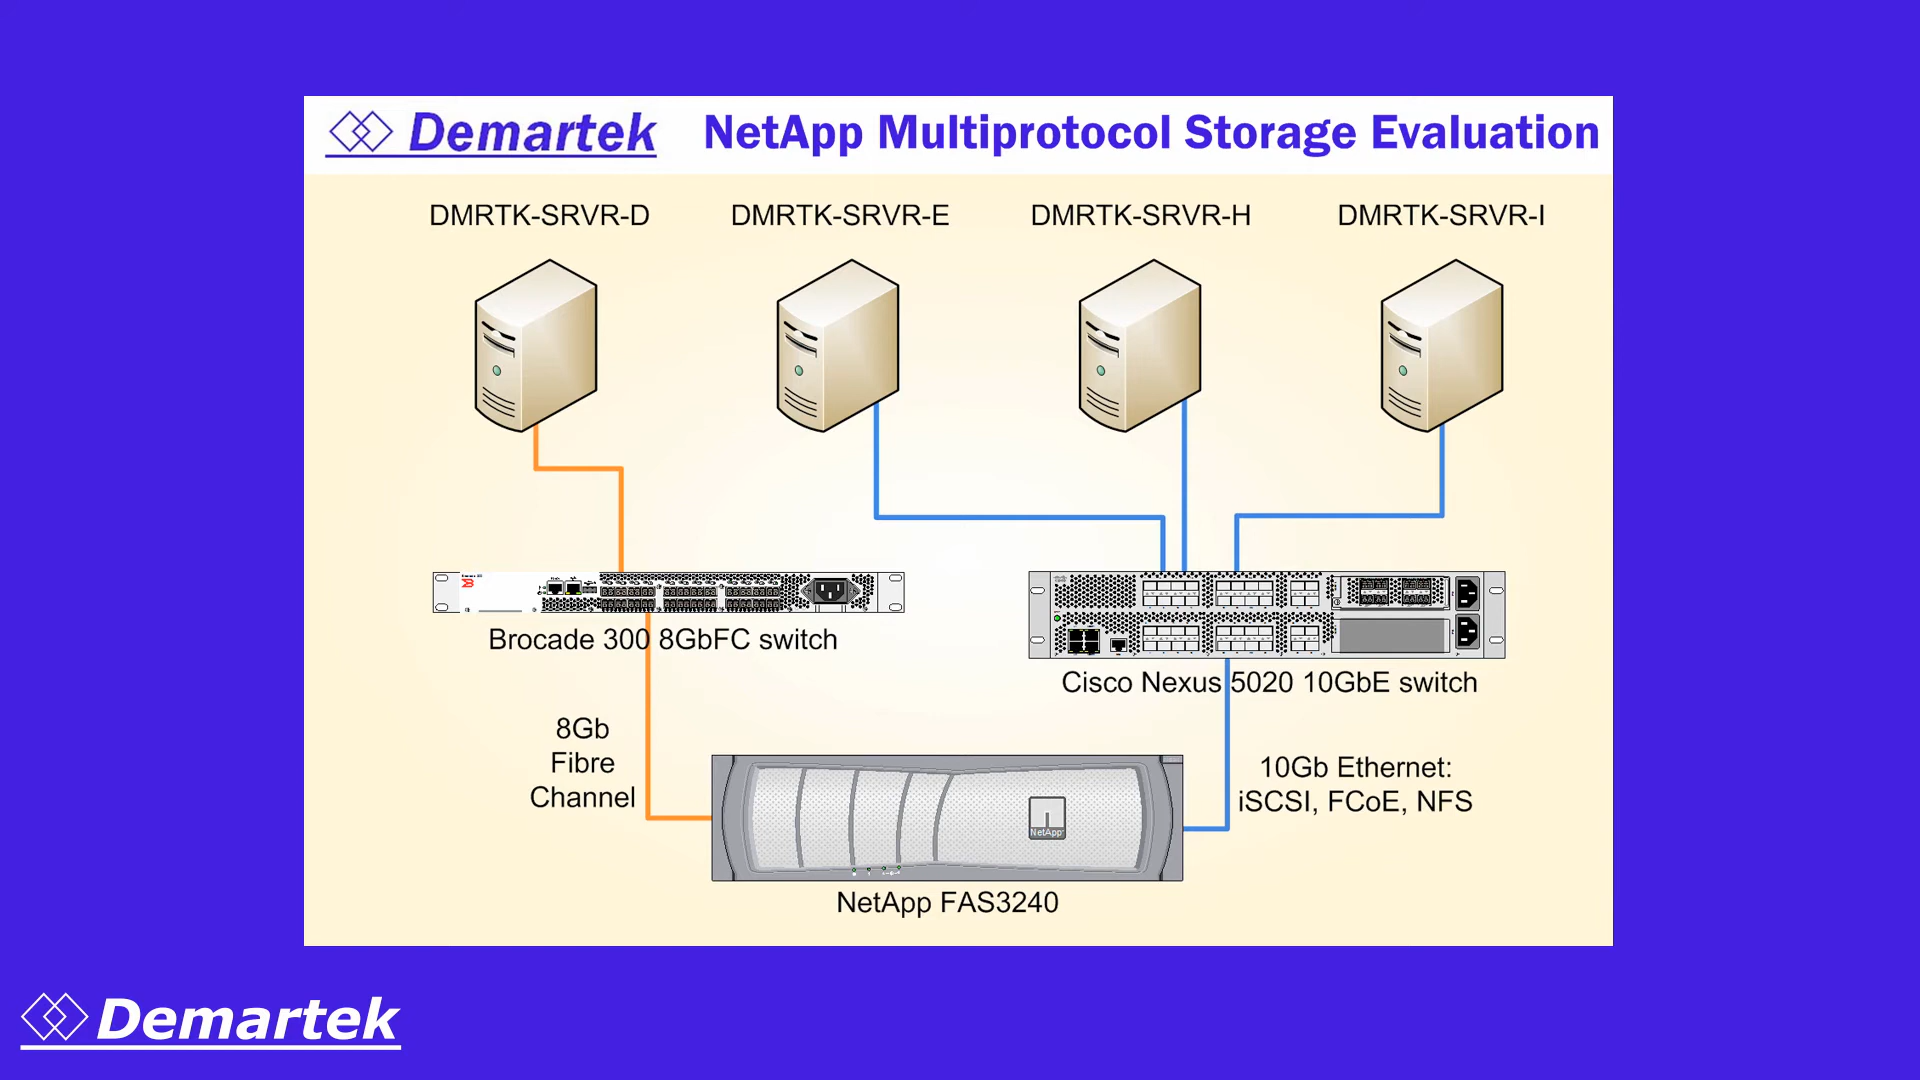 Demartek NetApp Multiprotocol Storage Evaluation
DMRTK-SRVR-D DMRTK-SRVR-E DMRTK-SRVR-H DMRTK-SRVR-I
Brocade 300 8GbFC switch
Cisco Nexus 5020 10GbE switch
8Gb
Fibre
Channel
10Gb Ethernet:
iSCSI, FCoE, NFS
NetApp
NetApp FAS3240
Demartek